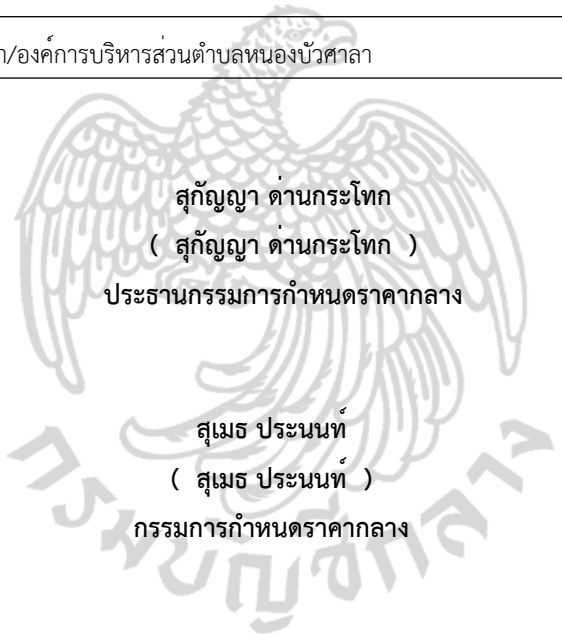 า/องค์การบริหารส่วนตำบลหนองบัวศาลา
สุกัญญา ด่านกระโทก
( สุกัญญา ด่านกระโทก )
ประธานกรรมการกำหนดราคากลาง
สุเมธ ประนนท์
( สุเมธ ประนนท์ )
กรรมการกำหนดราคากลาง
กรมบัญชีกลาง